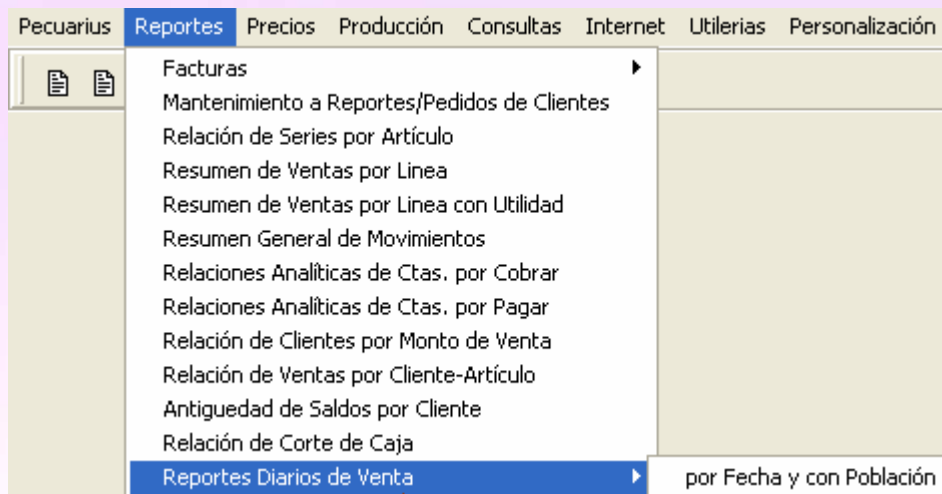 Pecuarius Reportes Precios Producción Consultas Internet Utilerias Personalización
Facturas
Mantenimiento a Reportes/Pedidos de Clientes
Relación de Series por Artículo
Resumen de Ventas por Linea
Resumen de Ventas por Linea con Utilidad
Resumen General de Movimientos
Relaciones Analíticas de Ctas. por Cobrar
Relaciones Analíticas de Ctas. por Pagar
Relación de Clientes por Monto de Venta
Relación de Ventas por Cliente-Artículo
Antiguedad de Saldos por Cliente
Relación de Corte de Caja
Reportes Diarios de Venta por Fecha y con Población